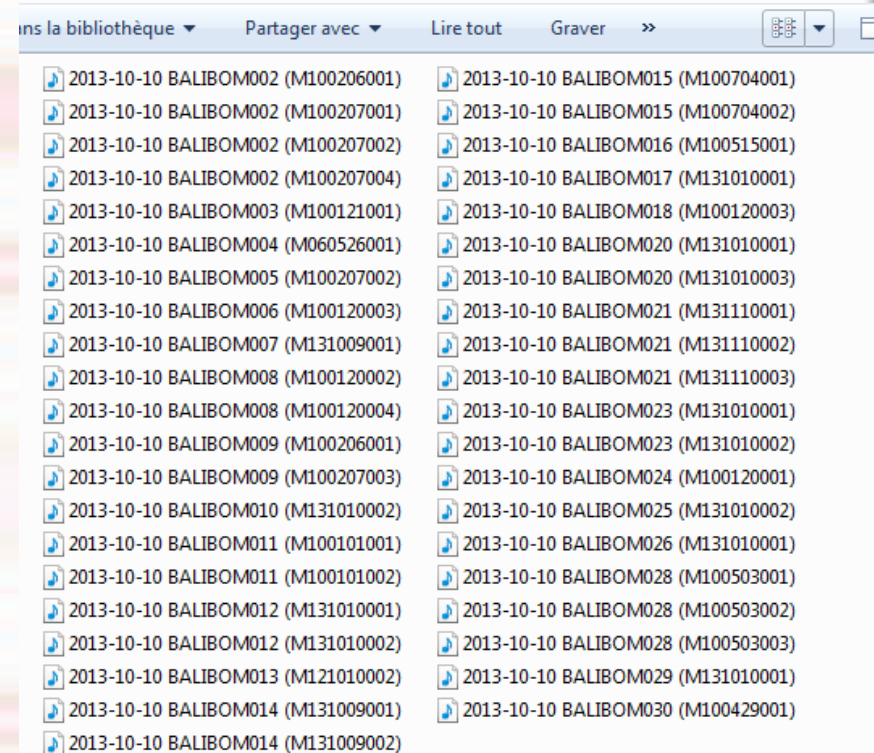 ns la bibliothèque Partager avec Lire tout Graver »
2013-10-10 BALIBOM002 (M100206001)
2013-10-10 BALIBOM002 (M100207001)
2013-10-10 BALIBOM002 (M100207002)
2013-10-10 BALIBOM002 (M100207004)
2013-10-10 BALIBOM003 (M100121001)
2013-10-10 BALIBOM004 (M060526001)
2013-10-10 BALIBOM005 (M100207002)
2013-10-10 BALIBOM006 (M100120003)
2013-10-10 BALIBOM007 (M131009001)
2013-10-10 BALIBOM008 (M100120002)
2013-10-10 BALIBOM008 (M100120004)
2013-10-10 BALIBOM009 (M100206001)
2013-10-10 BALIBOM009 (M100207003)
2013-10-10 BALIBOM010 (M131010002)
2013-10-10 BALIBOM011 (M100101001)
2013-10-10 BALIBOM011 (M100101002)
2013-10-10 BALIBOM012 (M131010001)
2013-10-10 BALIBOM012 (M131010002)
2013-10-10 BALIBOM013 (M121010002)
2013-10-10 BALIBOM014 (M131009001)
2013-10-10 BALIBOM014 (M131009002)
2013-10-10 BALIBOM015 (M100704001)
2013-10-10 BALIBOM015 (M100704002)
2013-10-10 BALIBOM016 (M100515001)
2013-10-10 BALIBOM017 (M131010001)
2013-10-10 BALIBOM018 (M100120003)
2013-10-10 BALIBOM020 (M131010001)
2013-10-10 BALIBOM020 (M131010003)
2013-10-10 BALIBOM021 (M131110001)
2013-10-10 BALIBOM021 (M131110002)
2013-10-10 BALIBOM021 (M131110003)
2013-10-10 BALIBOM023 (M131010001)
2013-10-10 BALIBOM023 (M131010002)
2013-10-10 BALIBOM024 (M100120001)
2013-10-10 BALIBOM025 (M131010002)
2013-10-10 BALIBOM026 (M131010001)
2013-10-10 BALIBOM028 (M100503001)
2013-10-10 BALIBOM028 (M100503002)
2013-10-10 BALIBOM028 (M100503003)
2013-10-10 BALIBOM029 (M131010001)
2013-10-10 BALIBOM030 (M100429001)